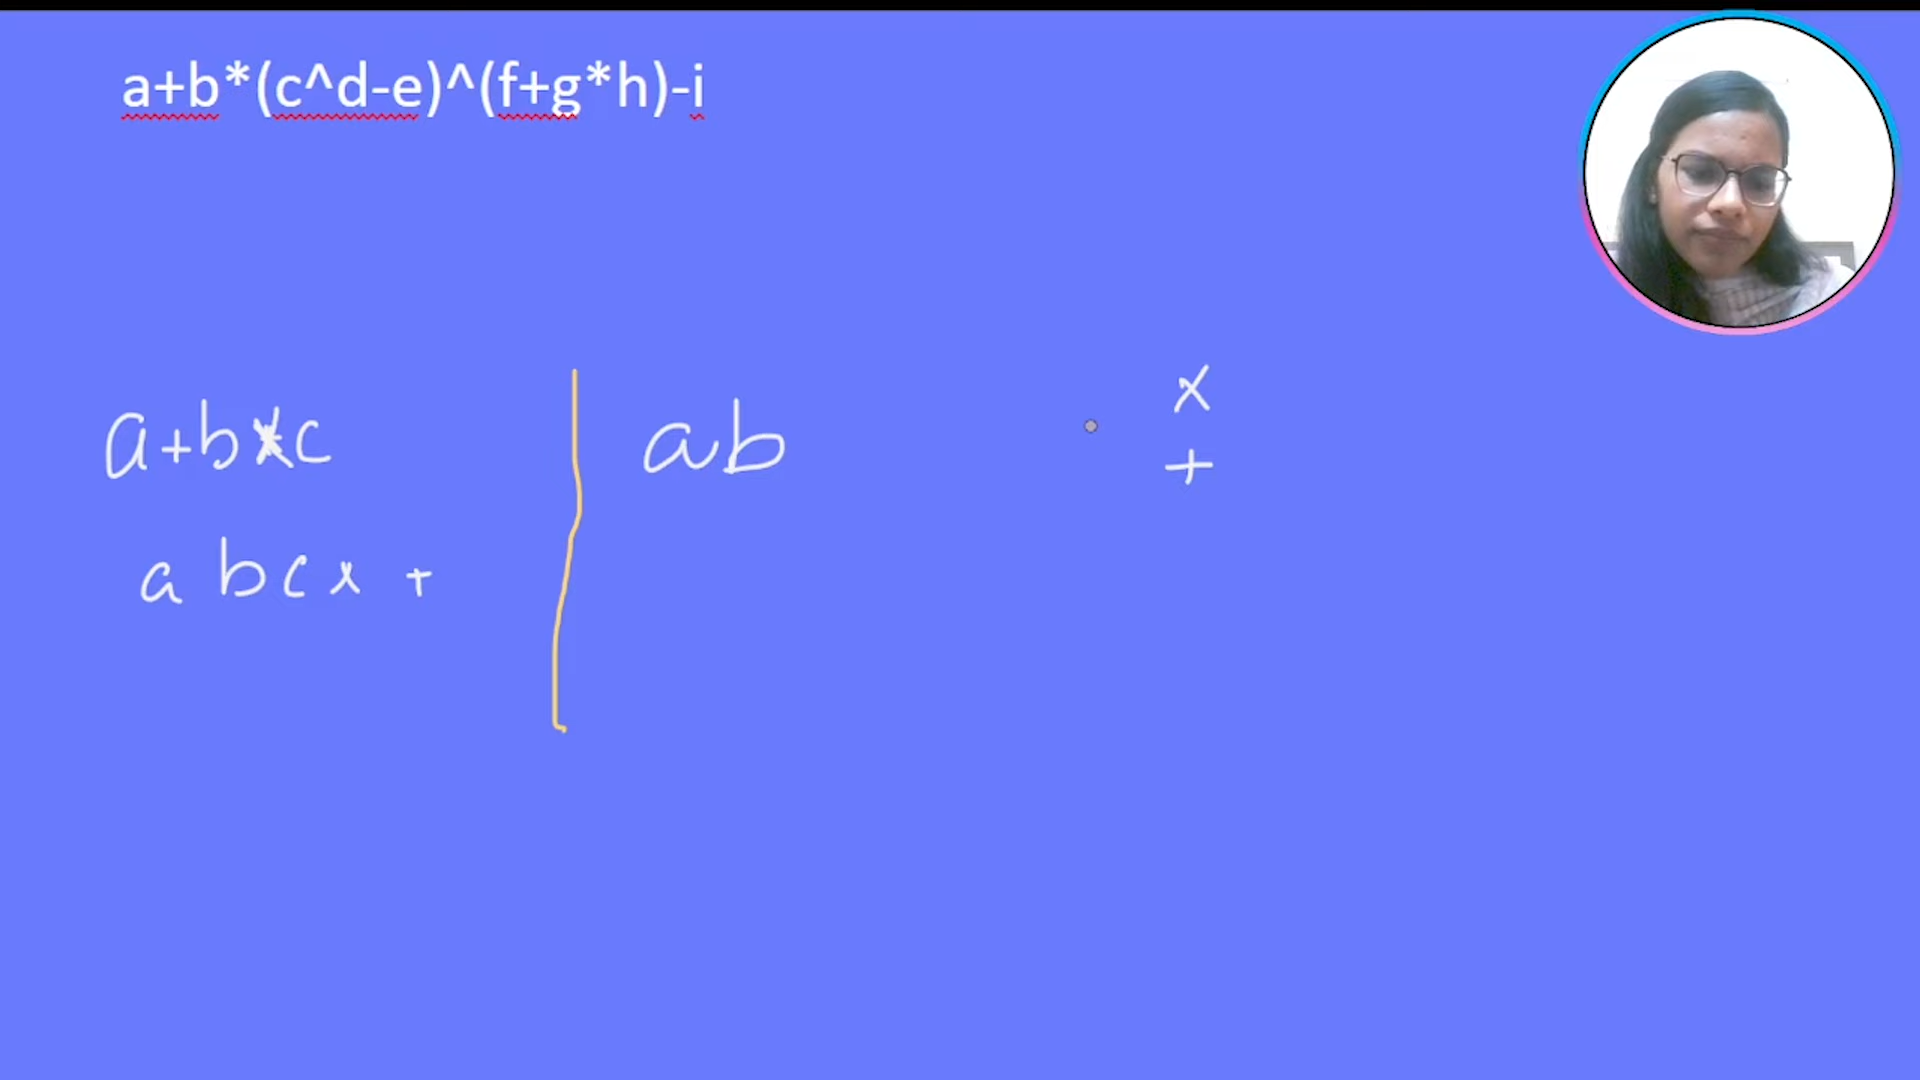 a+b*(c^d-e)^(f+g*h)-i
a+b*c
a b c x +
ab
x
+